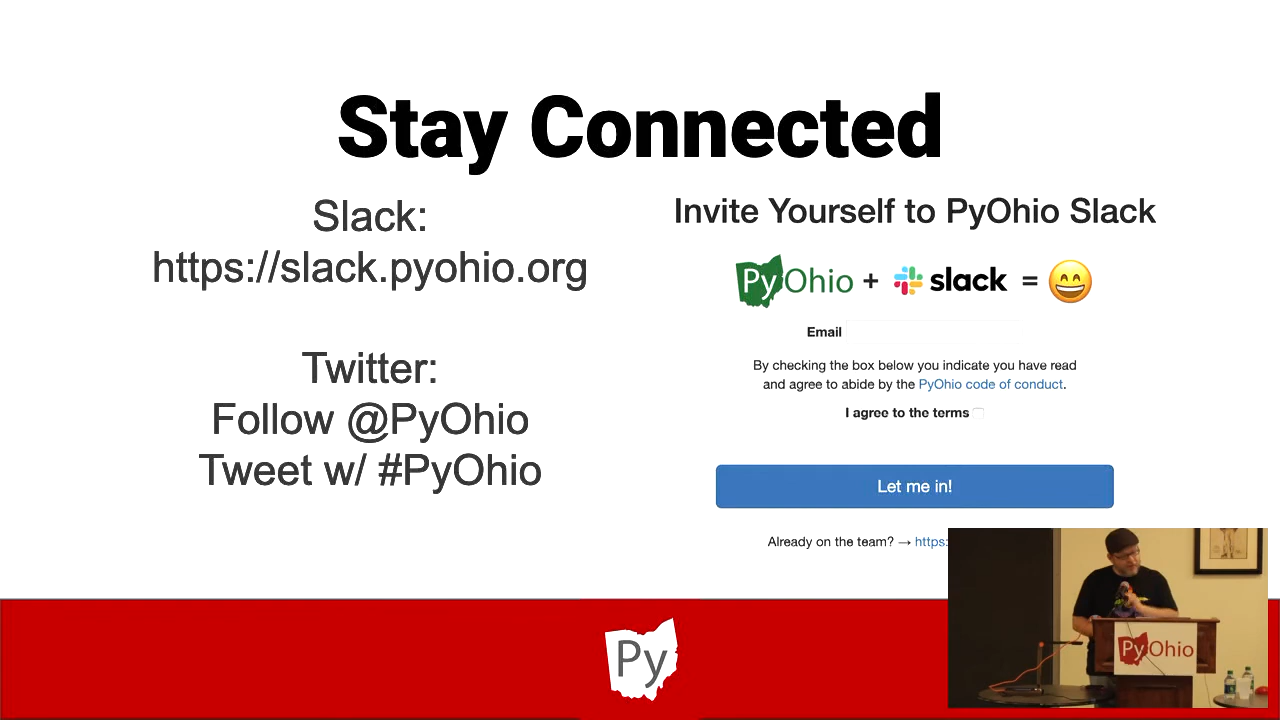 Stay Connected
Slack:
https://slack.pyohio.org
Twitter:
Follow @PyOhio
Tweet w/ #PyOhio
Invite Yourself to PyOhio Slack
PyOhio + slack = 
Email
By checking the box below you indicate you have read
and agree to abide by the PyOhio code of conduct.
I agree to the terms
Let me in!
Already on the team? → https:
Py
PyOhio